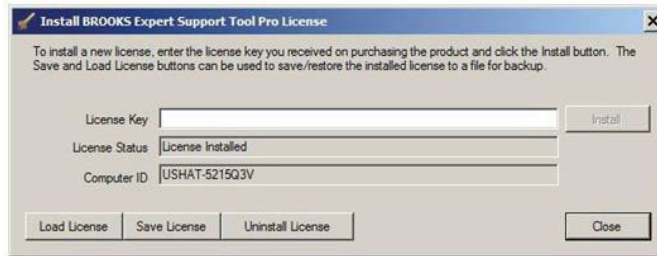 Install BROOKS Expert Support Tool Pro License
To install a new license, enter the license key you received on purchasing the product and click the Install button. The
Save and Load License buttons can be used to save/restore the installed license to a file for backup.
License Key
Install
License Status License Installed
Computer ID USHAT-5215Q3V
Load License Save License Uninstall License Close